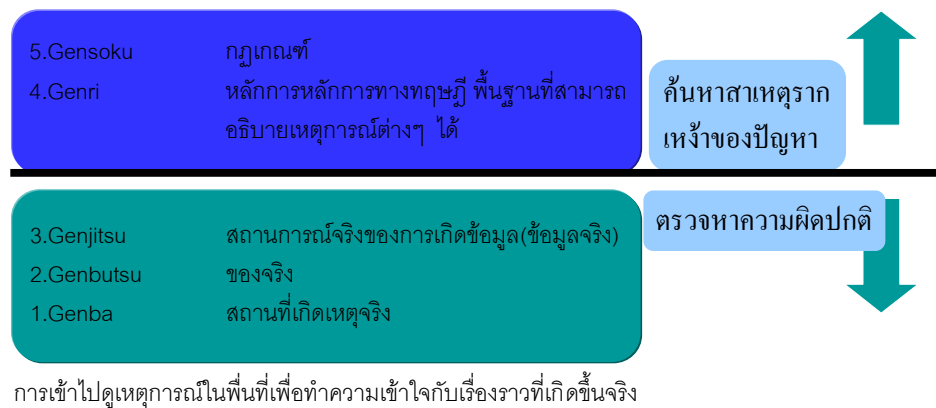 5.Gensoku กฏเกณฑ์
4.Genri หลักการหลักการทางทฤษฎี พื้นฐานที่สามารถ
อธิบายเหตุการณ์ต่างๆ ได้
ค้นหาสาเหตุราก
เหง้าของปัญหา
ตรวจหาความผิดปกติ
3.Genjitsu สถานการณ์จริงของการเกิดข้อมูล(ข้อมูลจริง)
2.Genbutsu ของจริง
1.Genba สถานที่เกิดเหตุจริง
การเข้าไปดูเหตุการณ์ในพื่นที่เพื่อทำความเข้าใจกับเรื่องราวที่เกิดขึ้นจริง